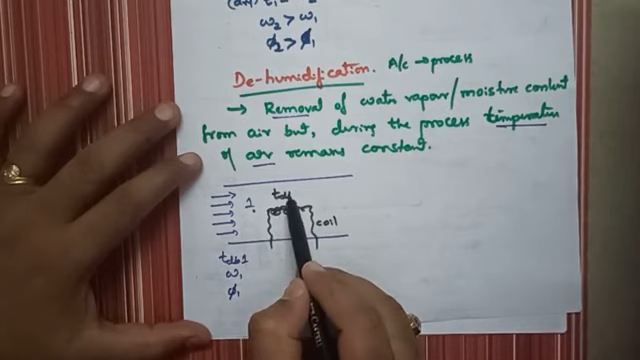 ω₂ > ω₁
ϕ₂ > ϕ₁
De-humidification. A/c → process
→ Removal of water vapour/moisture content
from air but, during the process temperature
of air remains constant.
1.
coil
tdb1
ω₁
ϕ₁